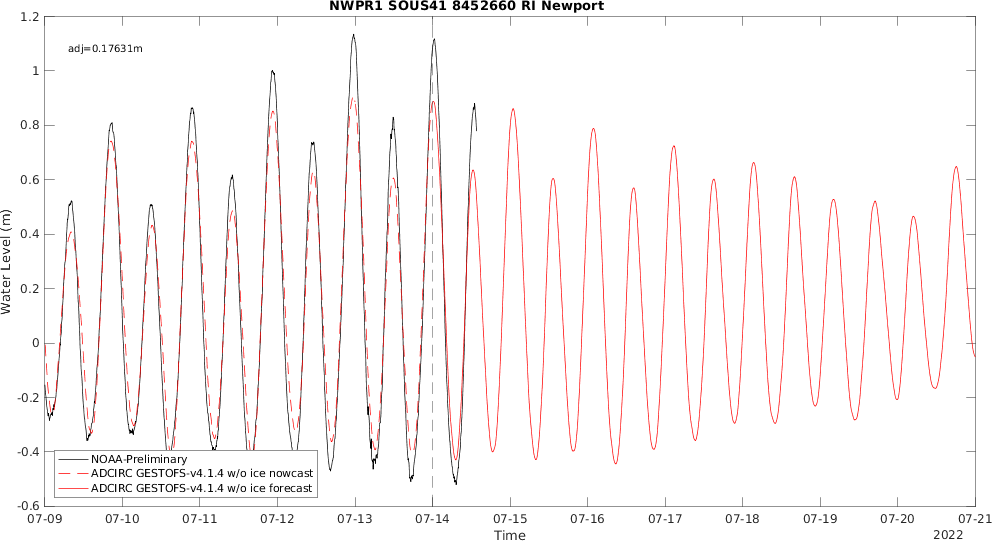 NWPR1 SOUS41 8452660 RI Newport
adj=0.17631m
1.2
1
0.8
0.6
0.4
0.2
0
-0.2
-0.4
-0.6
Water Level (m)
NOAA-Preliminary
ADCIRC GESTOFS-v4.1.4 w/o ice nowcast
ADCIRC GESTOFS-v4.1.4 w/o ice forecast
07-09 07-10 07-11 07-12 07-13 07-14 07-15 07-16 07-17 07-18 07-19 07-20 07-21
Time
2022